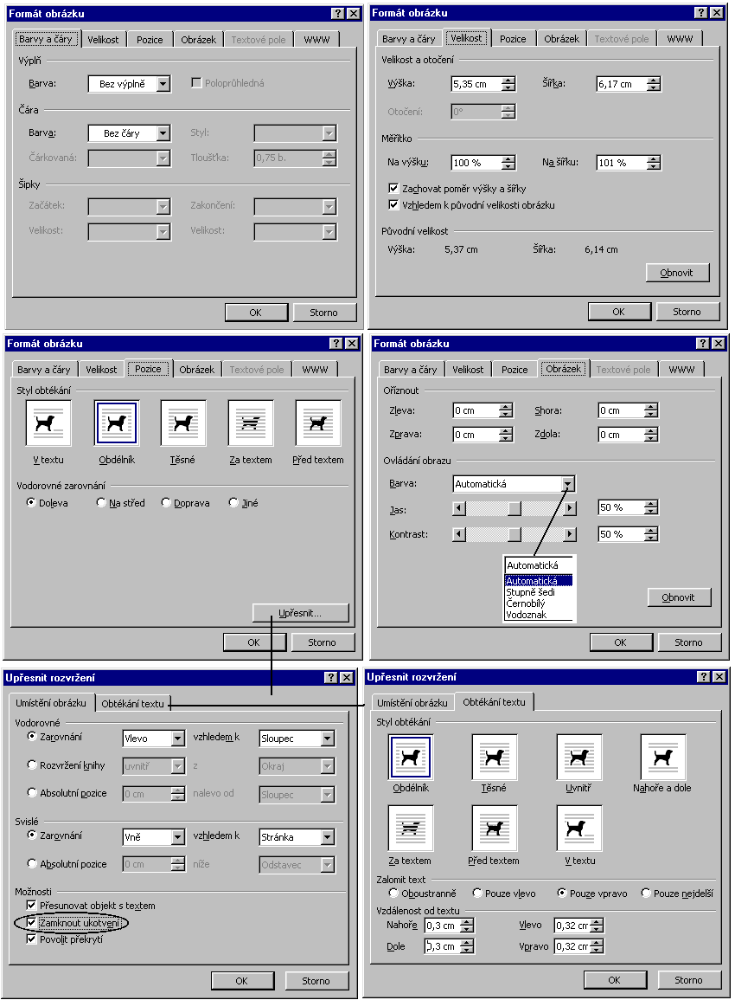 Formát obrázku
Barvy a čáry Velikost Pozice Obrázek Textové pole WWW
Výplň
Barva: Bez výplně Poloprůhledná
Čára
Barva: Bez čáry Styl:
Čárkovaná: Tloušťka: 0,75 b.
Šipky
Začátek: Zakončení:
Velikost: Velikost:
OK Storno
Formát obrázku
Barvy a čáry Velikost Pozice Obrázek Textové pole WWW
Velikost a otočení
Výška: 5,35 cm Šířka: 6,17 cm
Otočení: 0°
Měřítko
Na výšku: 100 % Na šířku: 101 %
Zachovat poměr výšky a šířky
Vzhledem k původní velikosti obrázku
Původní velikost
Výška: 5,37 cm Šířka: 6,14 cm
Obnovit
OK Storno
Formát obrázku
Barvy a čáry Velikost Pozice Obrázek Textové pole WWW
Styl obtékání
V textu Obdélník Těsné Za textem Před textem
Vodorovné zarovnání
Doleva Na střed Doprava Jiné
Upřesnit...
OK Storno
Formát obrázku
Barvy a čáry Velikost Pozice Obrázek Textové pole WWW
Oříznout
Zleva: 0 cm Shora: 0 cm
Zprava: 0 cm Zdola: 0 cm
Ovládání obrazu
Barva: Automatická
Jas: 50 %
Kontrast: 50 %
Automatická
Automatická
Stupně šedi
Černobílý
Vodoznak
Obnovit
OK Storno
Upřesnit rozvržení
Umístění obrázku Obtékání textu
Vodorovné
Zarovnání Vlevo vzhledem k Sloupec
Rozvržení knihy uvnitř z Okraj
Absolutní pozice 0 cm nalevo od Sloupec
Svislé
Zarovnání Vně vzhledem k Stránka
Absolutní pozice 0 cm níže Odstavec
Možnosti
Přesunovat objekt s textem
Zamknout ukotvení
Povolit překrytí
OK Storno
Upřesnit rozvržení
Umístění obrázku Obtékání textu
Styl obtékání
Obdélník Těsné Uvnitř Nahoře a dole
Za textem Před textem V textu
Zalomit text
Oboustranně Pouze vlevo Pouze vpravo Pouze nejdelší
Vzdálenost od textu
Nahoře 0,3 cm Vlevo 0,32 cm
Dole 0,3 cm Vpravo 0,32 cm
OK Storno